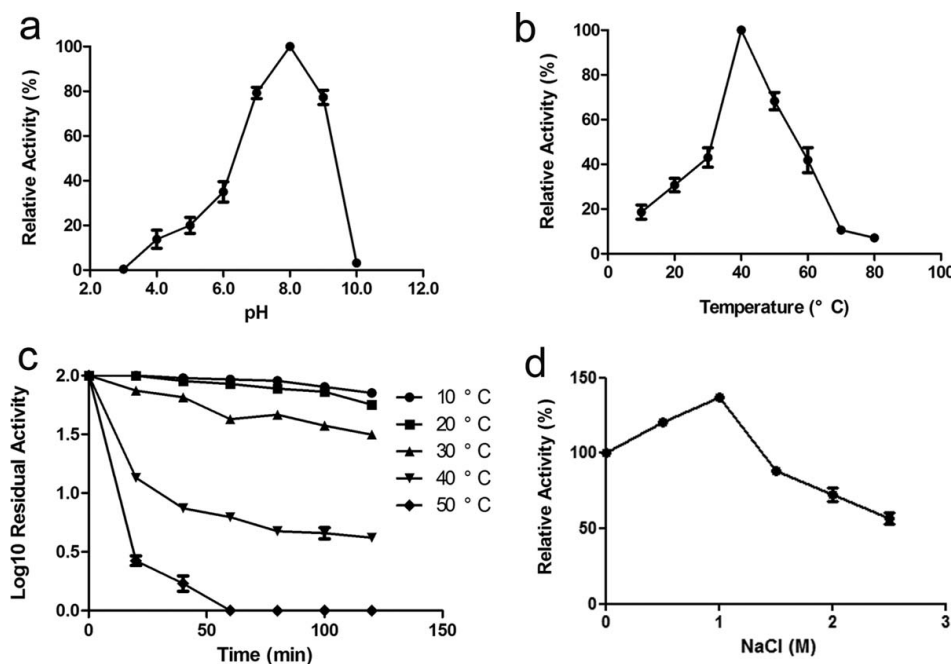 a
Relative Activity (%)
100
80
60
40
20
0
2.0 4.0 6.0 8.0 10.0 12.0
pH
b
Relative Activity (%)
100
80
60
40
20
0
0 20 40 60 80 100
Temperature (° C)
c
Log10 Residual Activity
2.0
1.5
1.0
0.5
0.0
0 50 100 150
Time (min)
10 ° C
20 ° C
30 ° C
40 ° C
50 ° C
d
Relative Activity (%)
150
100
50
0
0 1 2 3
NaCl (M)